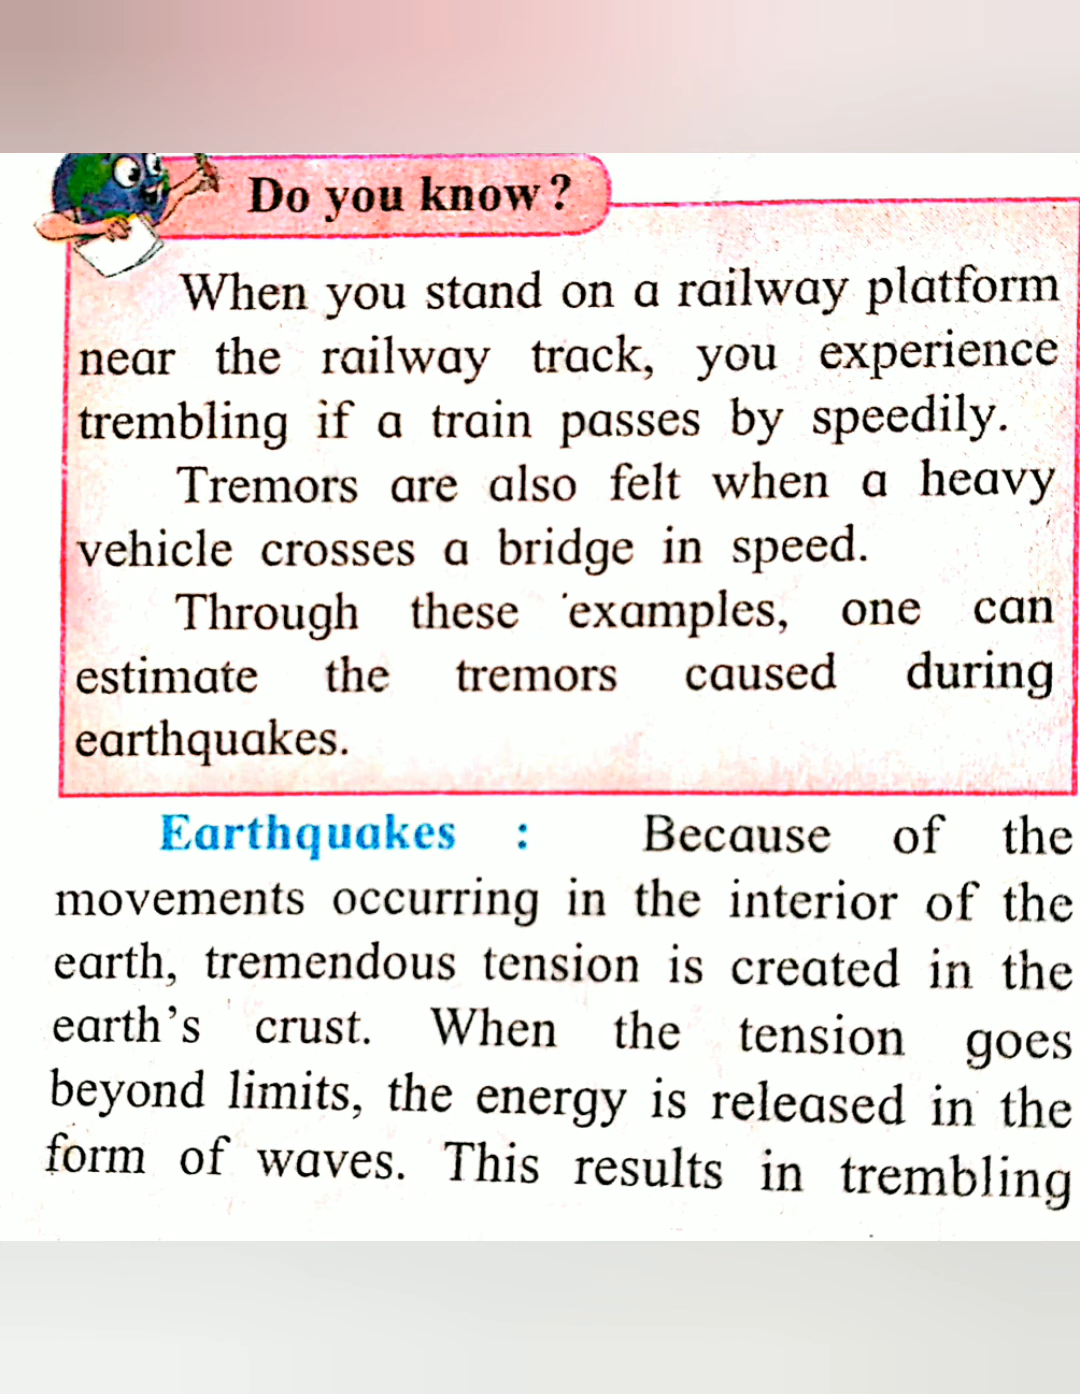 Do you know?
When you stand on a railway platform
near the railway track, you experience
trembling if a train passes by speedily.
Tremors are also felt when a heavy
vehicle crosses a bridge in speed.
Through these examples, one can
estimate the tremors caused during
earthquakes.
Earthquakes : Because of the
movements occurring in the interior of the
earth, tremendous tension is created in the
earth's crust. When the tension goes
beyond limits, the energy is released in the
form of waves. This results in trembling